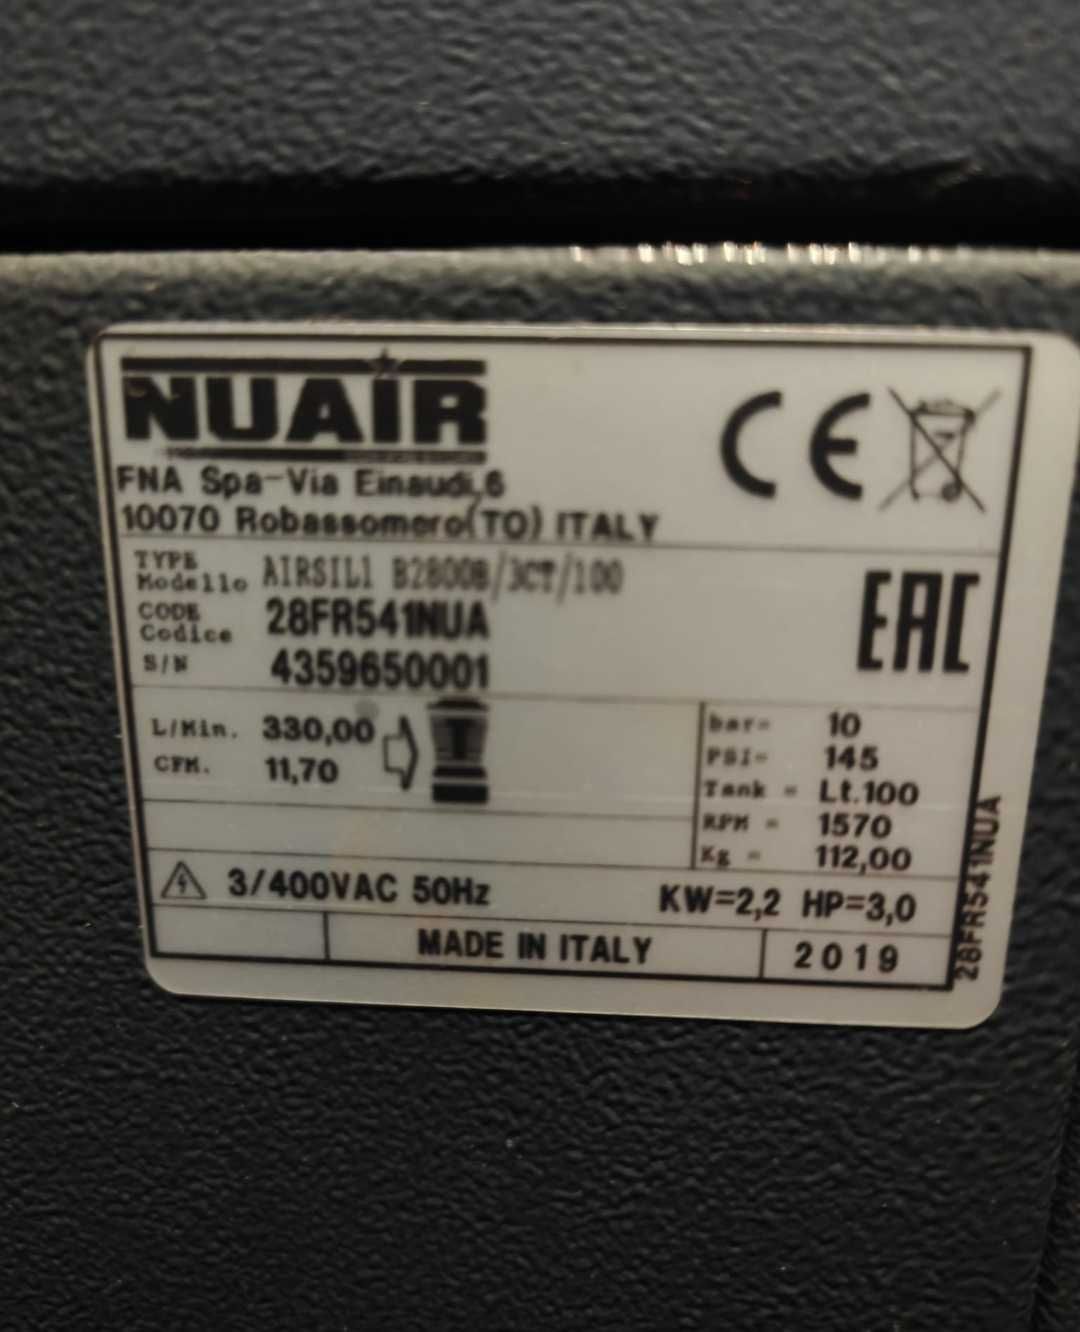 NUAIR
FNA Spa-Via Einaudi,6
10070 Robassomero(TO) ITALY
CE
TYPE
Modello AIRSIL1 B2800B/3CT/100
CODE
Codice 28FR541NUA
S/N 4359650001
EAC
L/Min. 330,00
CFM. 11,70
bar= 10
PSI= 145
Tank = Lt.100
RPM = 1570
Kg = 112,00
3/400VAC 50Hz KW=2,2 HP=3,0
MADE IN ITALY 2019
28FR541NUA